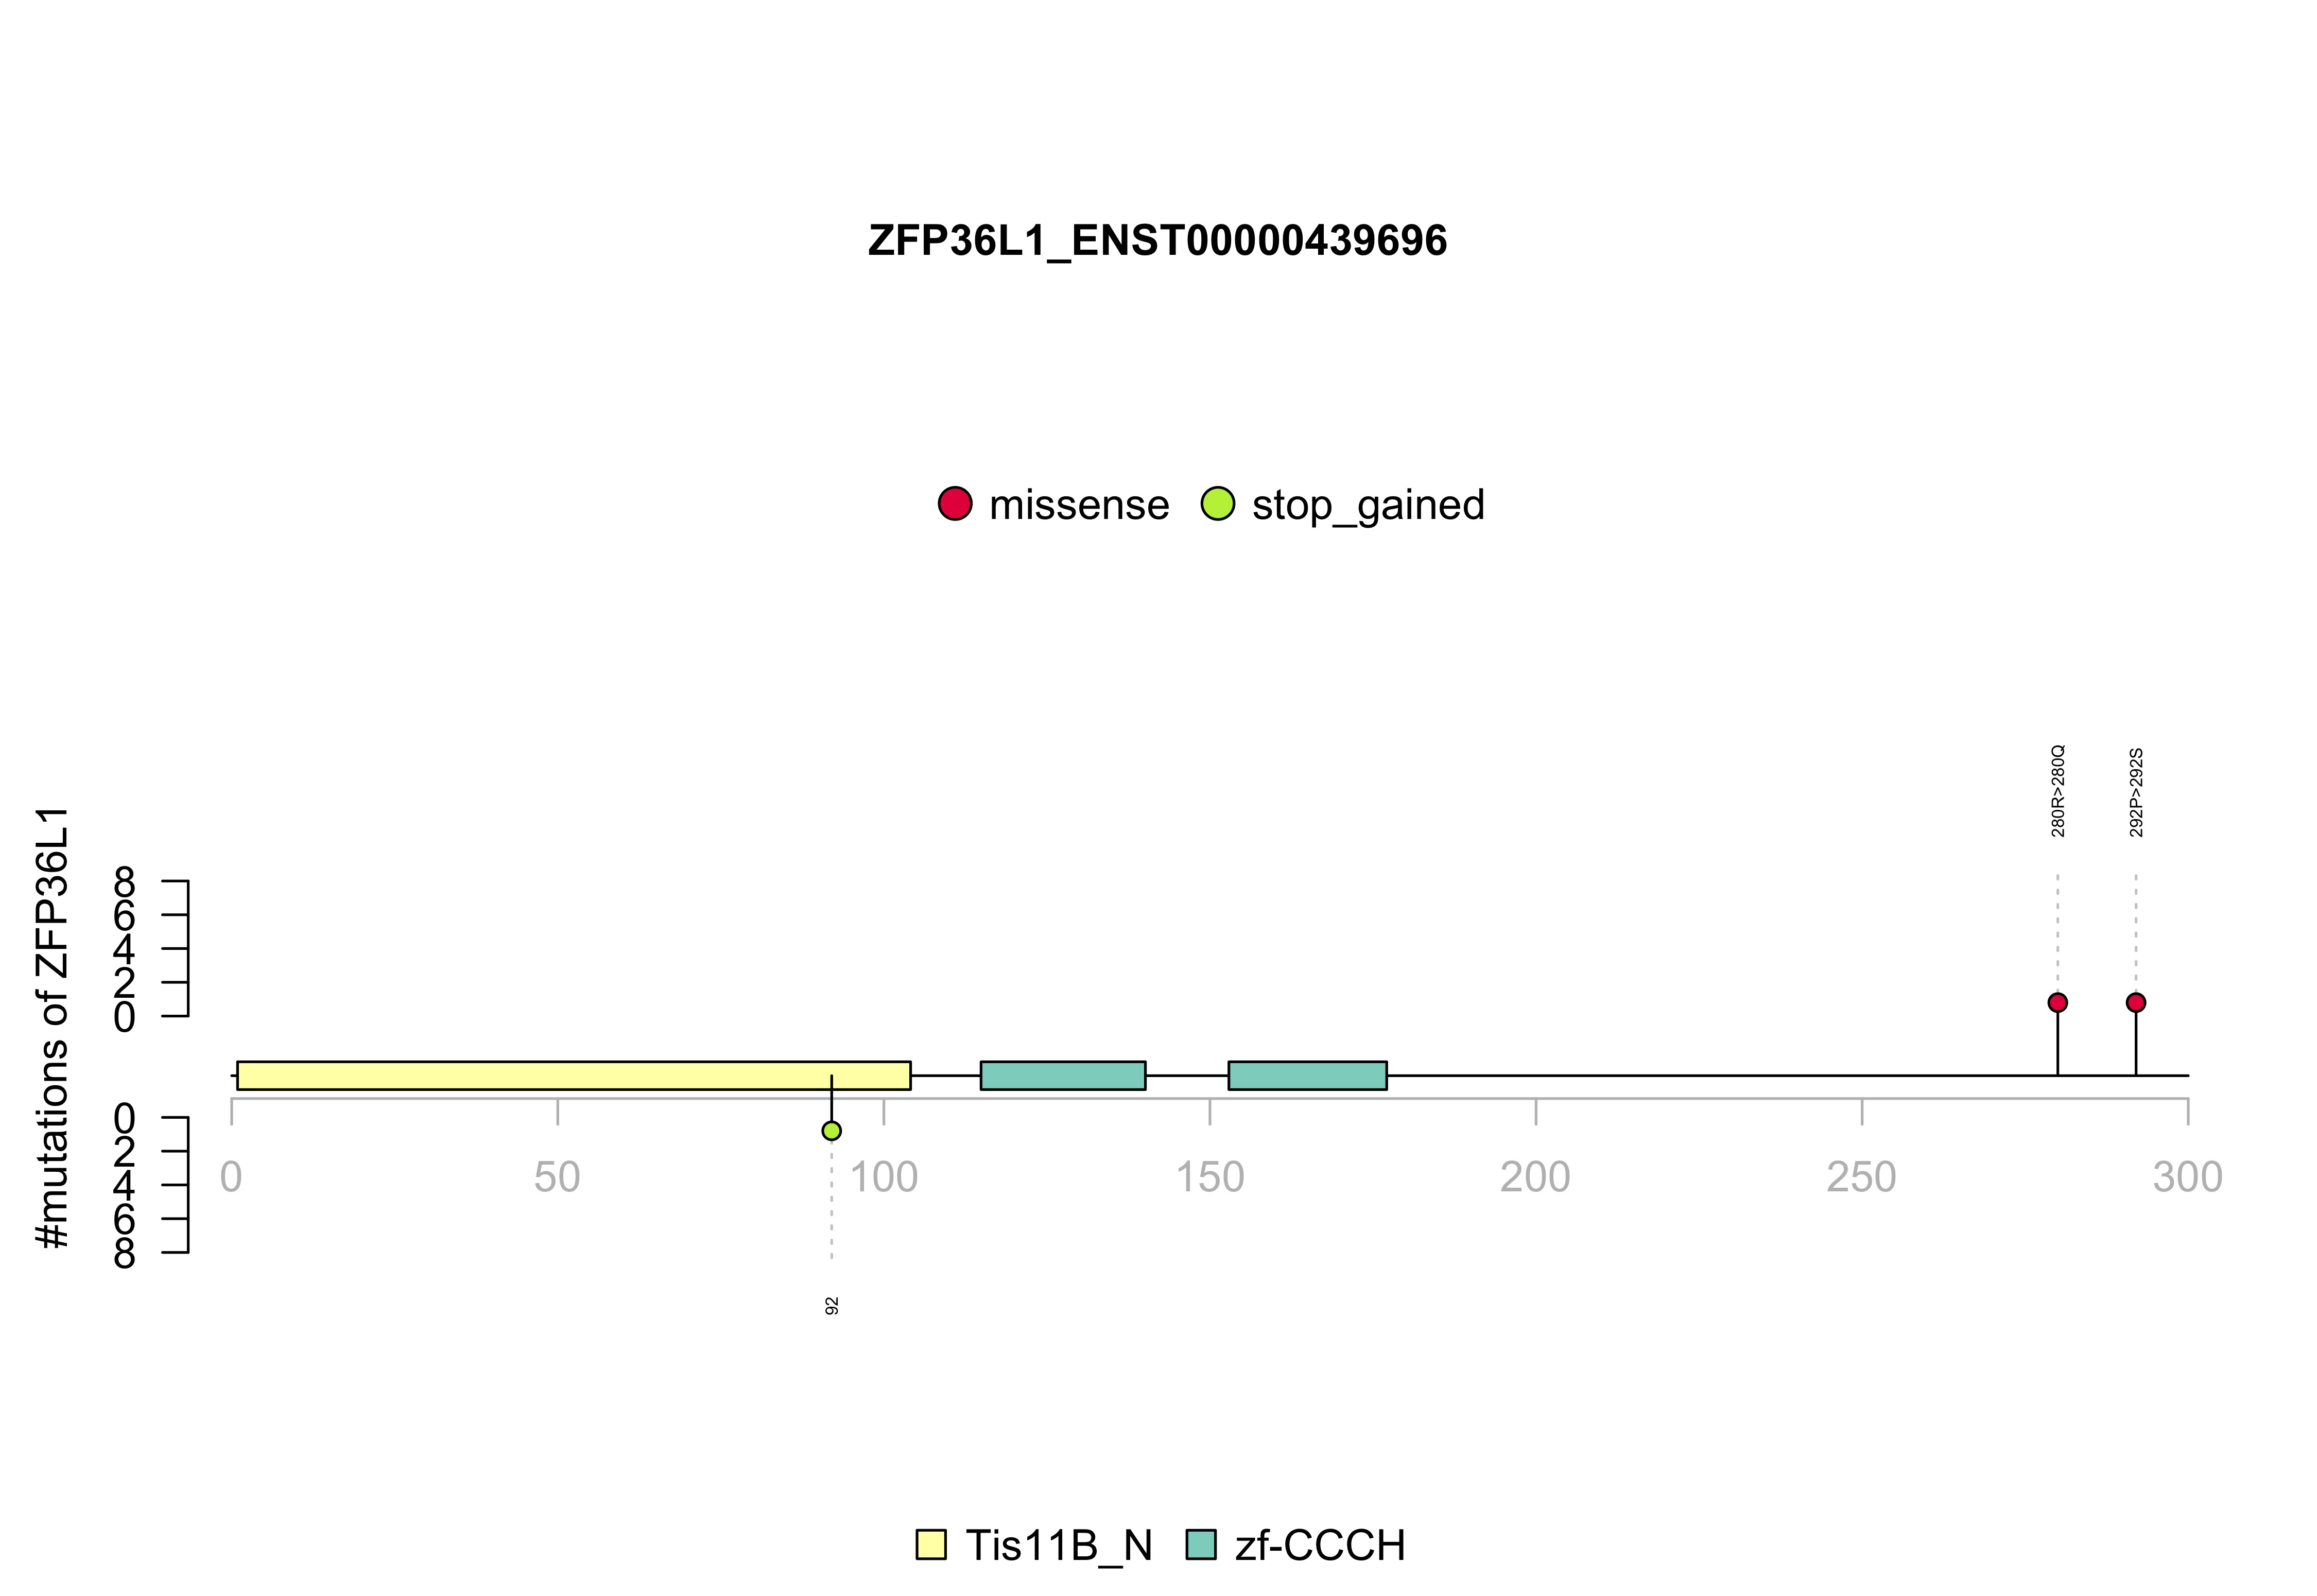 ZFP36L1_ENST00000439696
missense stop_gained
280R>280Q
292P>292S
#mutations of ZFP36L1
8
6
4
2
0
0
2
4
6
8
0 50 100 150 200 250 300
92
Tis11B_N zf-CCCH